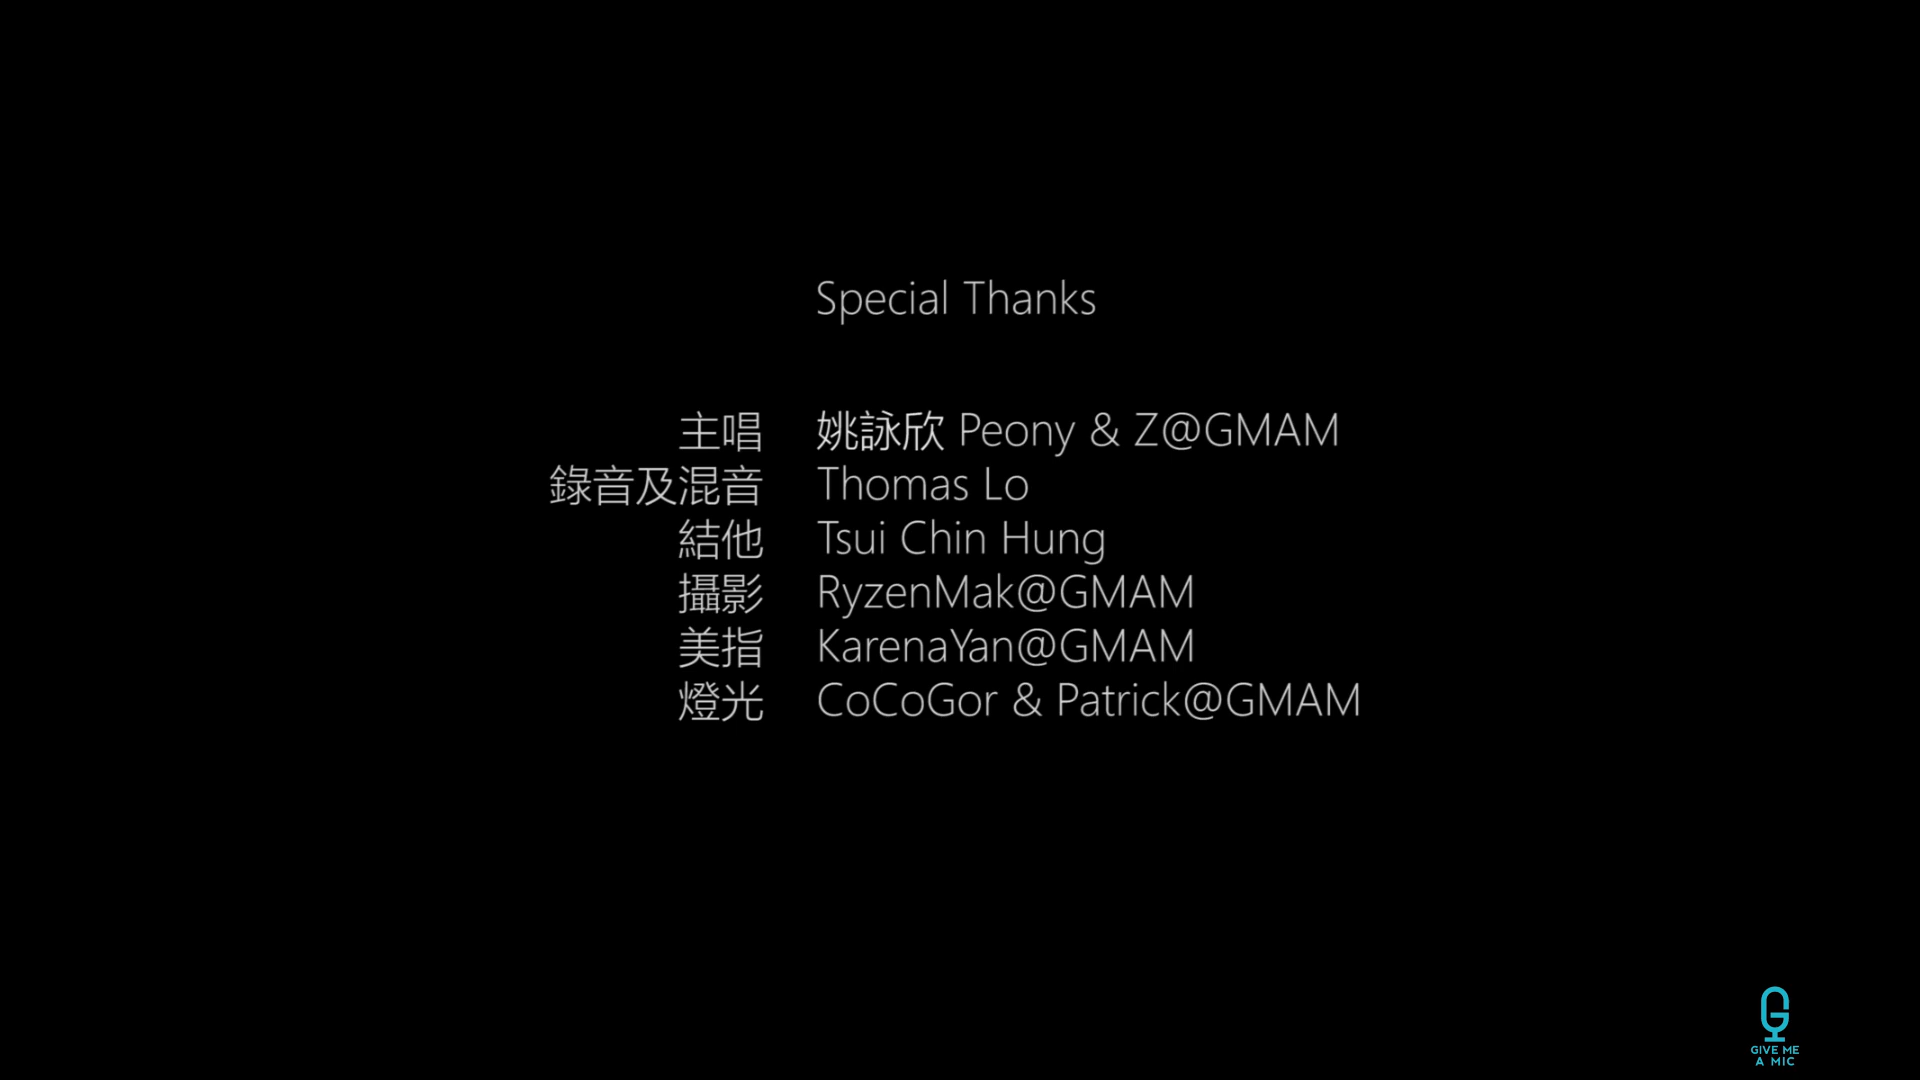 Special Thanks
主唱 姚詠欣 Peony & Z@GMAM
錄音及混音 Thomas Lo
結他 Tsui Chin Hung
攝影 RyzenMak@GMAM
美指 KarenaYan@GMAM
燈光 CoCoGor & Patrick@GMAM
GIVE ME
A MIC